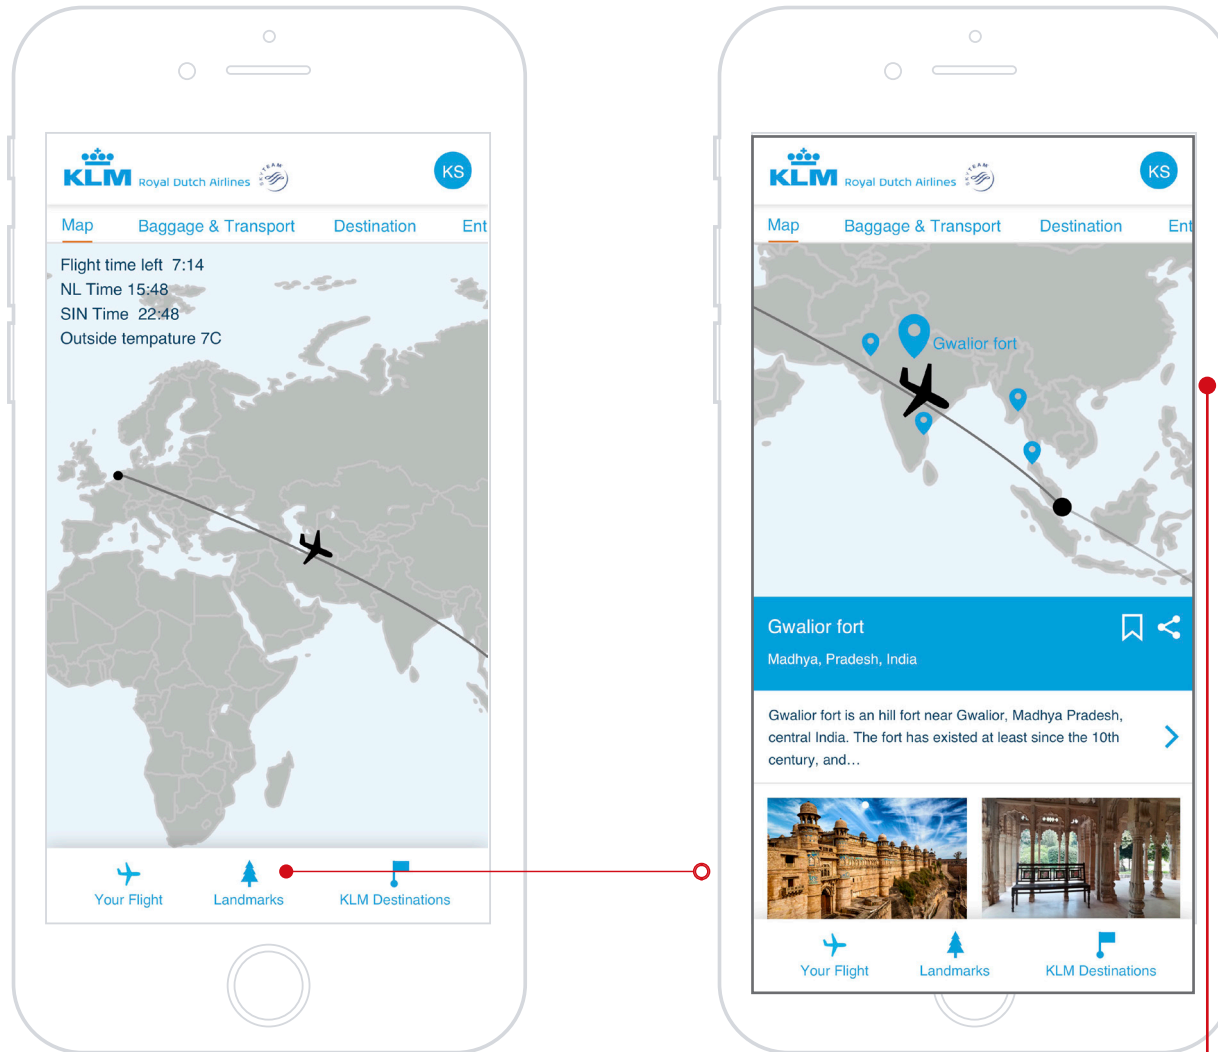 KLM Royal Dutch Airlines
SKYTEAM
KS
Map Baggage & Transport Destination Ent
Flight time left 7:14
NL Time 15:48
SIN Time 22:48
Outside tempature 7C
Your Flight Landmarks KLM Destinations
KLM Royal Dutch Airlines
SKYTEAM
KS
Map Baggage & Transport Destination Ent
Gwalior fort
Gwalior fort
Madhya, Pradesh, India
Gwalior fort is an hill fort near Gwalior, Madhya Pradesh,
central India. The fort has existed at least since the 10th
century, and...
Your Flight Landmarks KLM Destinations